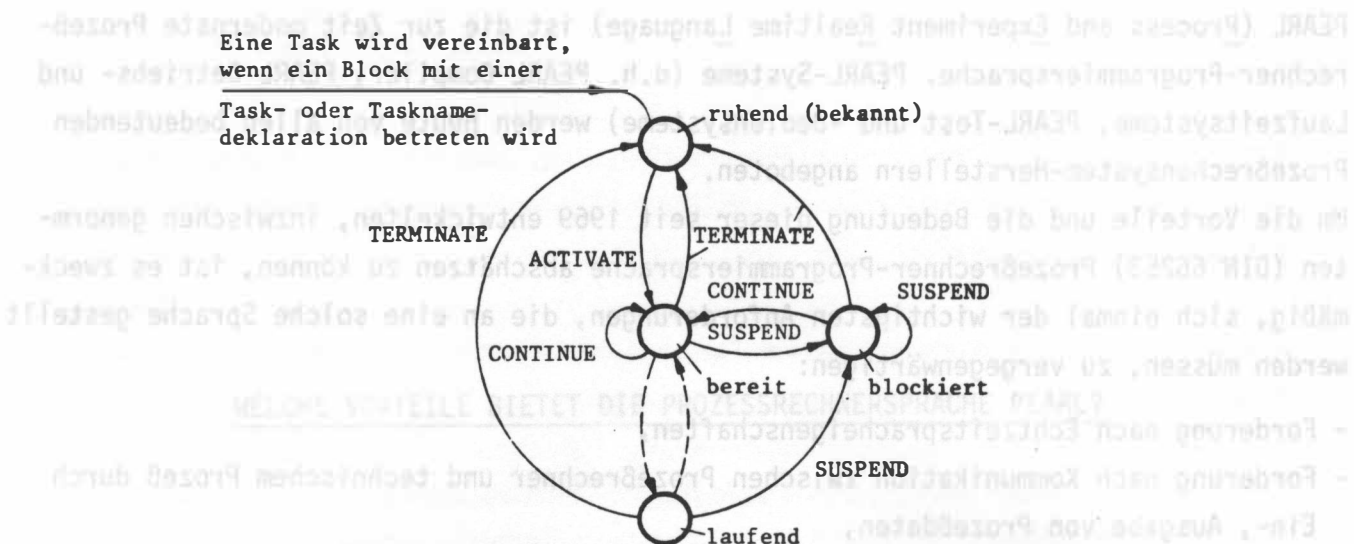 PEARL (Process and Experiment Realtime Language) ist die zur Zeit modernste Prozeß-
Eine Task wird vereinbart,
wenn ein Block mit einer
rechner-Programmiersprache. PEARL-Systeme (d.h. PEARL-Compiler, PEARL-Betriebs- und
Task- oder Taskname-
deklaration betreten wird
ruhend (bekannt)
Laufzeitsysteme, PEARL-Test und -Bediensysteme) werden heute von allen bedeutenden
Prozeßrechensystem-Herstellern angeboten.
Um die Vorteile und die Bedeutung dieser seit 1969 entwickelten, inzwischen genorm-
TERMINATE
TERMINATE
ACTIVATE
ten (DIN 66253) Prozeßrechner-Programmiersprache abschätzen zu können, ist es zweck-
CONTINUE
SUSPEND
mäßig, sich einmal der wichtigsten Anforderungen, die an eine solche Sprache gestellt
SUSPEND
CONTINUE
werden müssen, zu vergegenwärtigen:
bereit
blockiert
WELCHE VORTEILE BIETET DIE PROZESSRECHNERSPRACHE PEARL?
- Forderung nach Echtzeitspracheigenschaften,
SUSPEND
- Forderung nach Kommunikation zwischen Prozeßrechner und technischem Prozeß durch
Ein-, Ausgabe von Prozeßdaten,
laufend